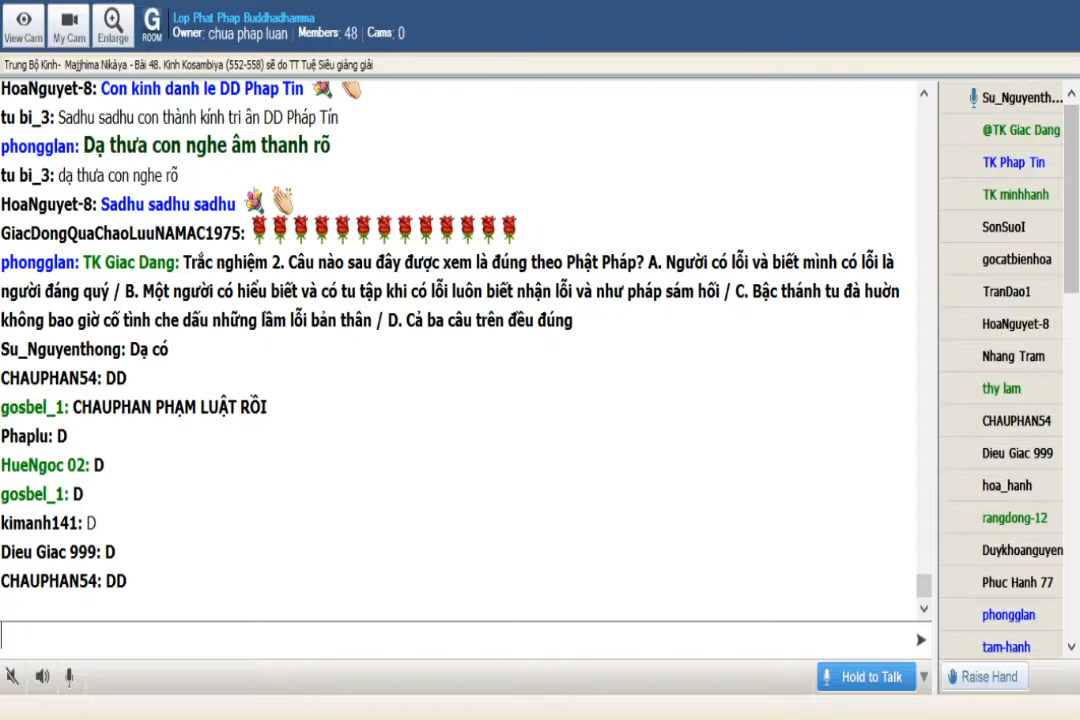 View Cam
My Cam
Enlarge
G
ROOM
Lop Phat Phap Buddhadhamma
Owner: chua phap luan | Members: 48 | Cams: 0
Trung Bộ Kinh- Majjhima Nikàya - Bài 48. Kinh Kosambiya (552-558) sẽ do TT Tuệ Siêu giảng giải
HoaNguyet-8: Con kinh danh le DD Phap Tin
tu bi_3: Sadhu sadhu con thành kính tri ân DD Pháp Tín
phongglan: Dạ thưa con nghe âm thanh rõ
tu bi_3: dạ thưa con nghe rõ
HoaNguyet-8: Sadhu sadhu sadhu
GiacDongQuaChaoLuuNAMAC1975:
phongglan: TK Giac Dang: Trắc nghiệm 2. Câu nào sau đây được xem là đúng theo Phật Pháp? A. Người có lỗi và biết mình có lỗi là
người đáng quý / B. Một người có hiểu biết và có tu tập khi có lỗi luôn biết nhận lỗi và như pháp sám hối / C. Bậc thánh tu đà hườn
không bao giờ cố tình che dấu những lầm lỗi bản thân / D. Cả ba câu trên đều đúng
Su_Nguyenthong: Dạ có
CHAUPHAN54: DD
gosbel_1: CHAUPHAN PHẠM LUẬT RỒI
Phaplu: D
HueNgoc 02: D
gosbel_1: D
kimanh141: D
Dieu Giac 999: D
CHAUPHAN54: DD
Su_Nguyenth...
@TK Giac Dang
TK Phap Tin
TK minhhanh
SonSuoI
gocatbienhoa
TranDao1
HoaNguyet-8
Nhang Tram
thy lam
CHAUPHAN54
Dieu Giac 999
hoa_hanh
rangdong-12
Duykhoanguyen
Phuc Hanh 77
phongglan
tam-hanh
Hold to Talk
Raise Hand